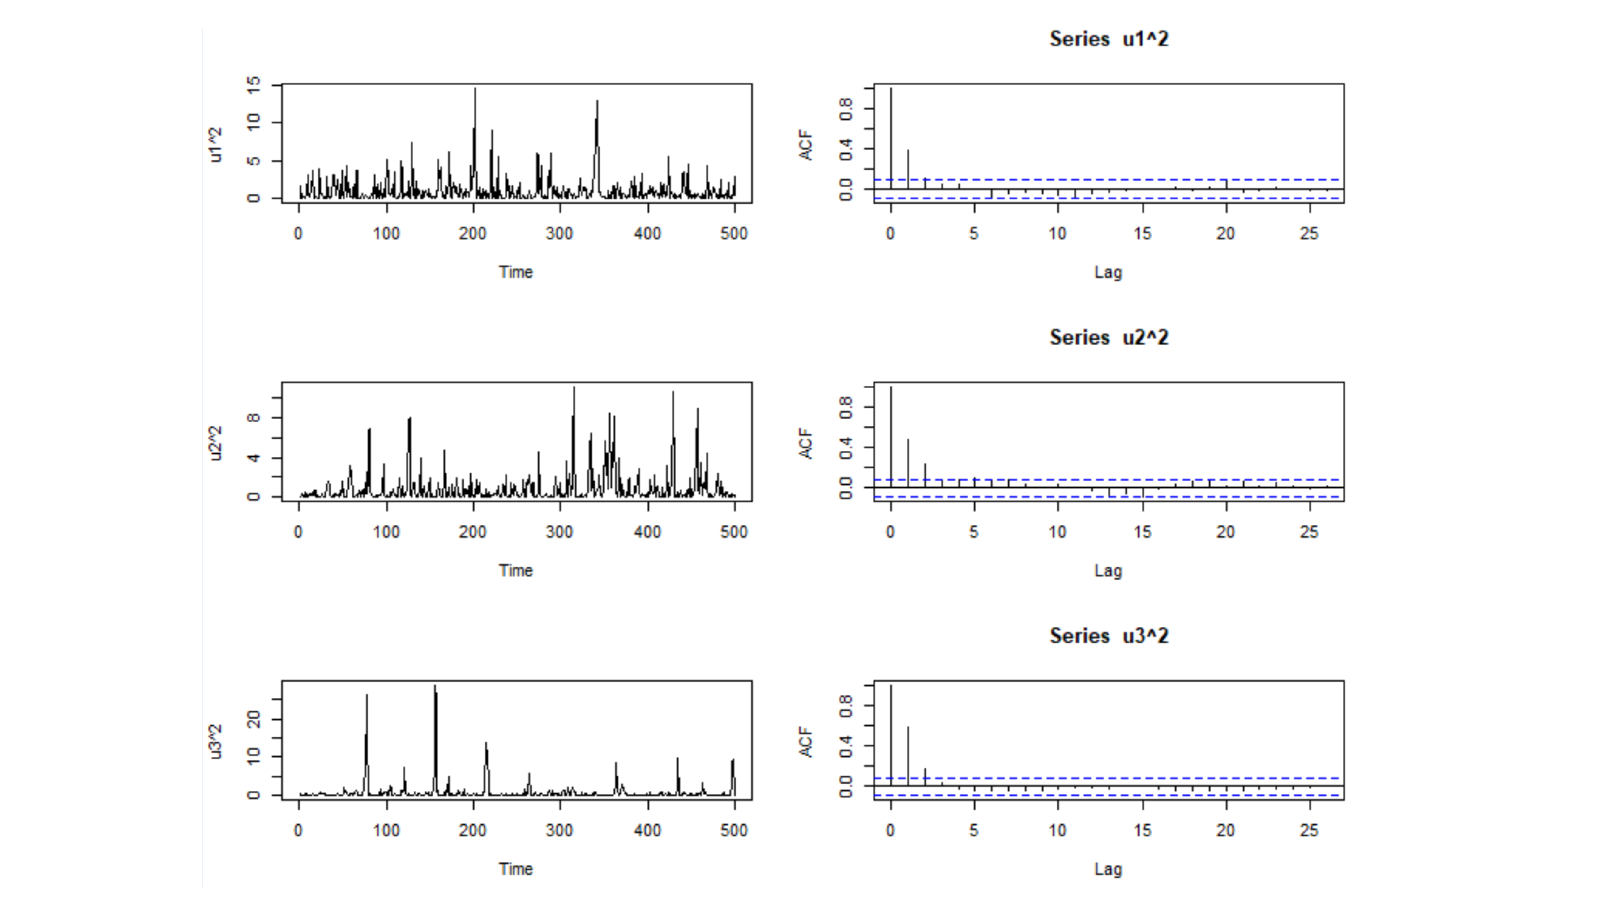 Series u1^2
u1^2
0 5 10 15
0 100 200 300 400 500
Time
ACF
0.0 0.4 0.8
0 5 10 15 20 25
Lag
Series u2^2
u2^2
0 4 8
0 100 200 300 400 500
Time
ACF
0.0 0.4 0.8
0 5 10 15 20 25
Lag
Series u3^2
u3^2
0 10 20
0 100 200 300 400 500
Time
ACF
0.0 0.4 0.8
0 5 10 15 20 25
Lag